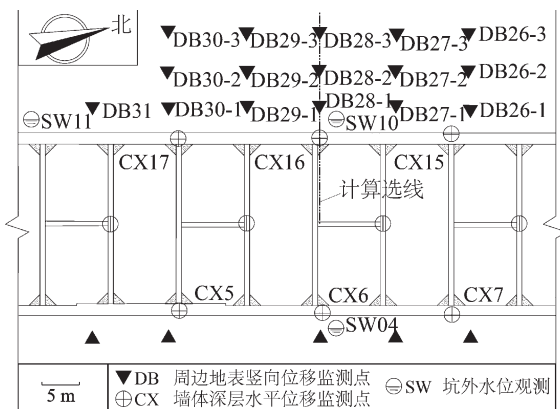 北
DB30-3 DB29-3 DB28-3 DB27-3 DB26-3
DB30-2 DB29-2 DB28-2 DB27-2 DB26-2
SW11 DB31 DB30-1 DB29-1 DB28-1 SW10 DB27-1 DB26-1
CX17 CX16 CX15
计算选线
CX5 CX6 CX7
SW04
5 m
DB 周边地表竖向位移监测点
SW 坑外水位观测
CX 墙体深层水平位移监测点